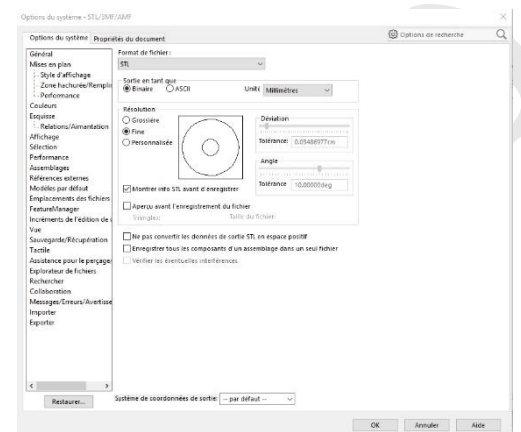 Options du système - STL/3MF/AMF
Options du système Propriétés du document
Options de recherche
Général
Mises en plan
Style d'affichage
Zone hachurée/Remplir
Performance
Couleurs
Esquisse
Relations/Aimantation
Affichage
Sélection
Performance
Assemblages
Références externes
Modèles par défaut
Emplacements des fichiers
FeatureManager
Incréments de l'édition de c
Vue
Sauvegarde/Récupération
Tactile
Assistance pour le perçage
Explorateur de fichiers
Rechercher
Collaboration
Messages/Erreurs/Avertisse
Importer
Exporter
Restaurer...
Format de fichier :
STL
Sortie en tant que
Binaire ASCII Unité Millimètres
Résolution
Grossière
Fine
Personnalisée
Déviation
Tolérance: 0.05486977cm
Angle
Tolérance 10.00000deg
Montrer info STL avant d'enregistrer
Aperçu avant l'enregistrement du fichier
Triangles: Taille du fichier:
Ne pas convertir les données de sortie STL en espace positif
Enregistrer tous les composants d'un assemblage dans un seul fichier
Vérifier les éventuelles interférences
Système de coordonnées de sortie: -- par défaut --
OK Annuler Aide